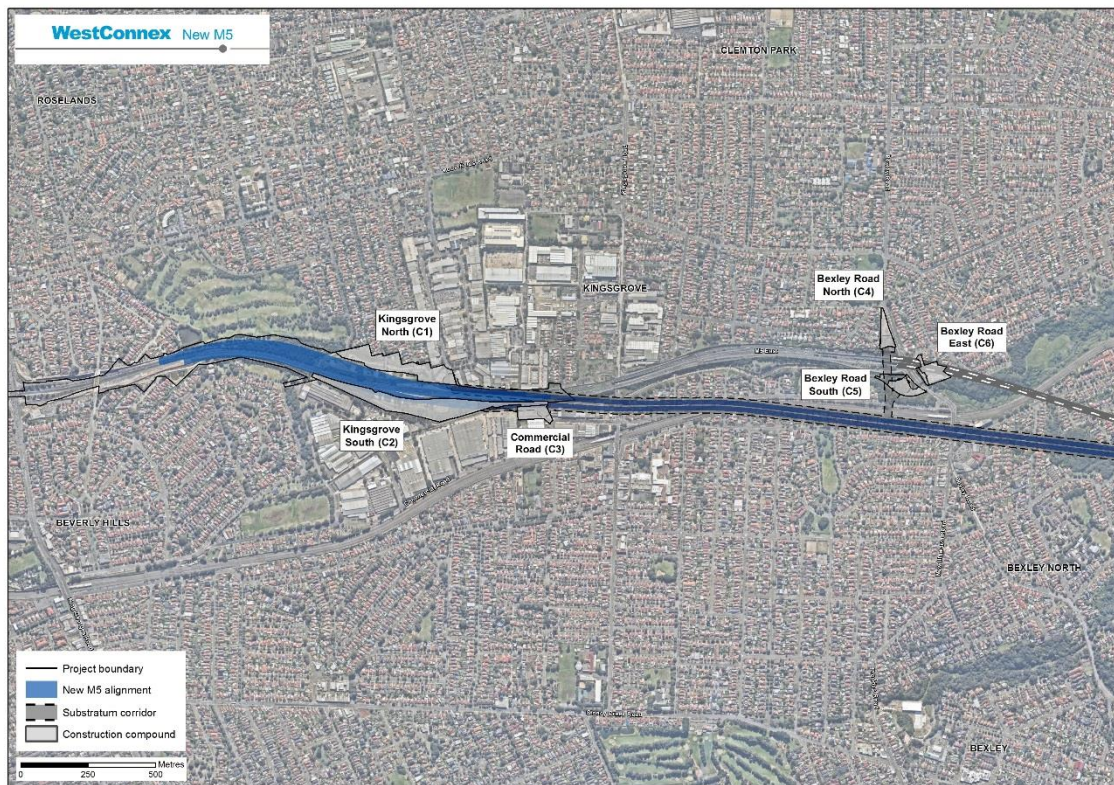 WestConnex New M5
CLEMTON PARK
ROSELANDS
KINGSGROVE
Bexley Road
North (C4)
Kingsgrove
North (C1)
Bexley Road
East (C6)
M5 East
Bexley Road
South (C5)
Kingsgrove
South (C2)
Commercial
Road (C3)
BEVERLY HILLS
BEXLEY NORTH
BEXLEY
Project boundary
New M5 alignment
Substratum corridor
Construction compound
Metres
0 250 500